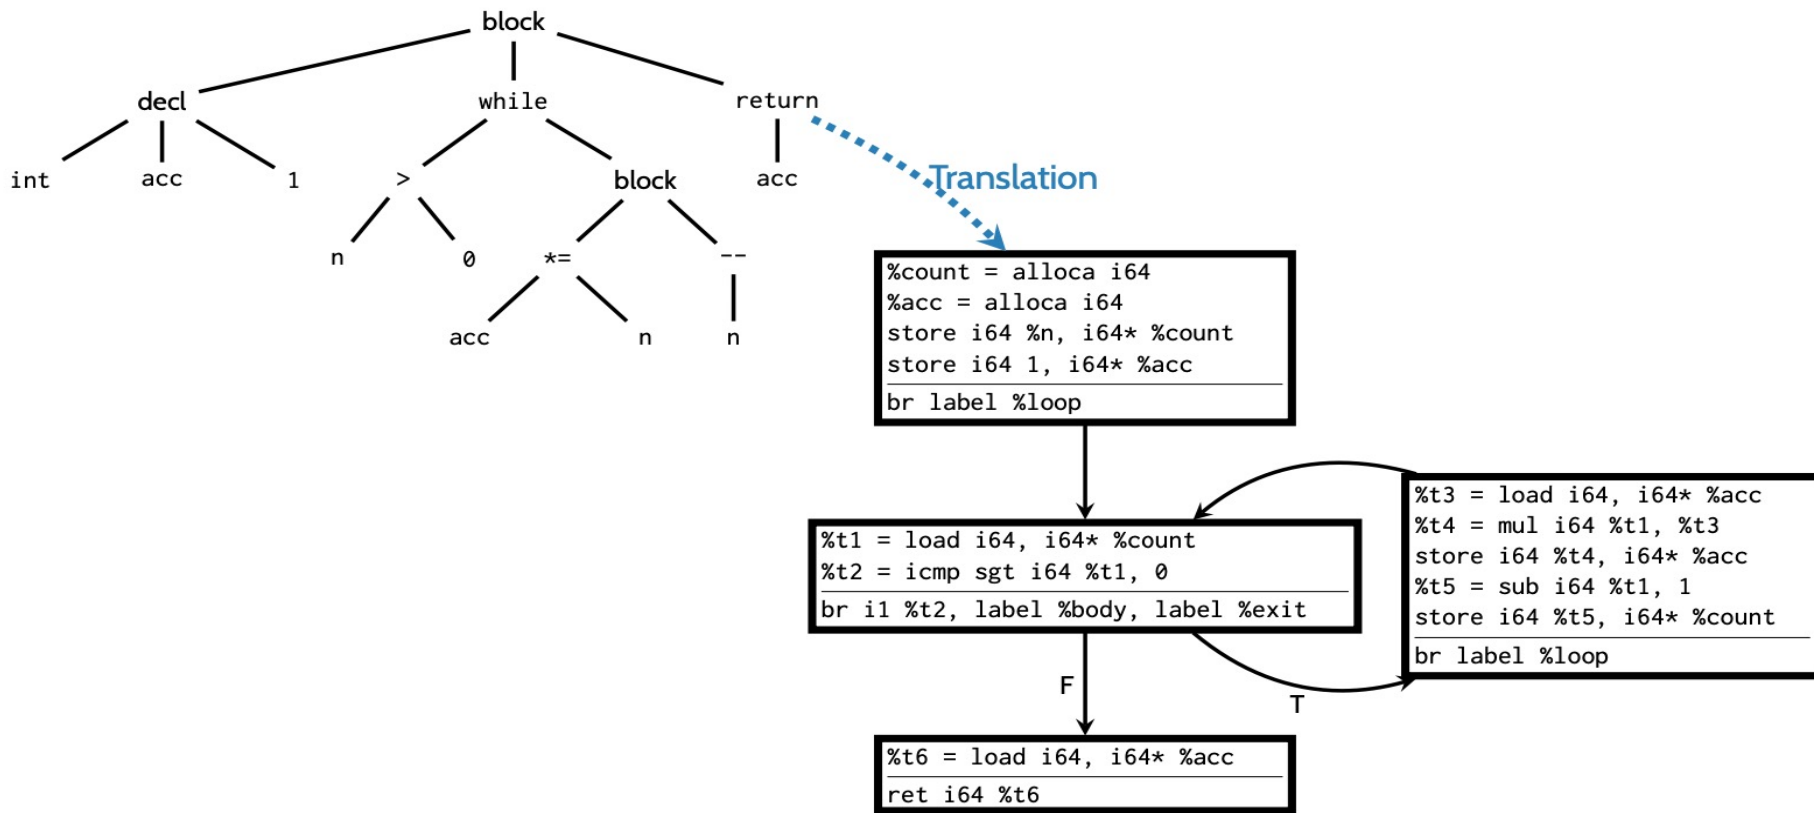 block
decl while return
int acc 1 > block acc
Translation
n 0 *= --
acc n n
%count = alloca i64
%acc = alloca i64
store i64 %n, i64* %count
store i64 1, i64* %acc
br label %loop
%t1 = load i64, i64* %count
%t2 = icmp sgt i64 %t1, 0
br i1 %t2, label %body, label %exit
%t3 = load i64, i64* %acc
%t4 = mul i64 %t1, %t3
store i64 %t4, i64* %acc
%t5 = sub i64 %t1, 1
store i64 %t5, i64* %count
br label %loop
F
T
%t6 = load i64, i64* %acc
ret i64 %t6